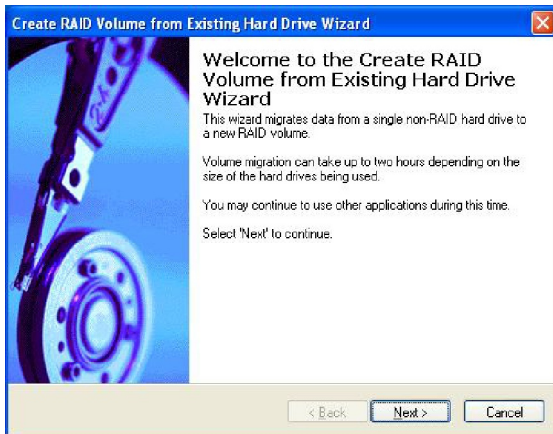 Create RAID Volume from Existing Hard Drive Wizard
Welcome to the Create RAID
Volume from Existing Hard Drive
Wizard
This wizard migrates data from a single non-RAID hard drive to
a new RAID volume.
Volume migration can take up to two hours depending on the
size of the hard drives being used.
You may continue to use other applications during this time.
Select 'Next' to continue.
< Back
Next >
Cancel